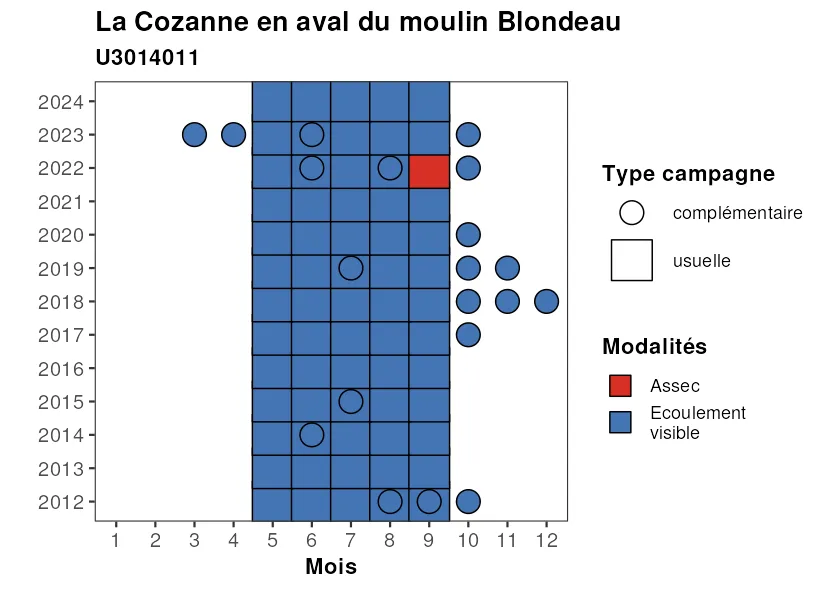 La Cozanne en aval du moulin Blondeau
U3014011
2024
2023
2022
2021
2020
2019
2018
2017
2016
2015
2014
2013
2012
1 2 3 4 5 6 7 8 9 10 11 12
Mois
Type campagne
complémentaire
usuelle
Modalités
Assec
Ecoulement
visible